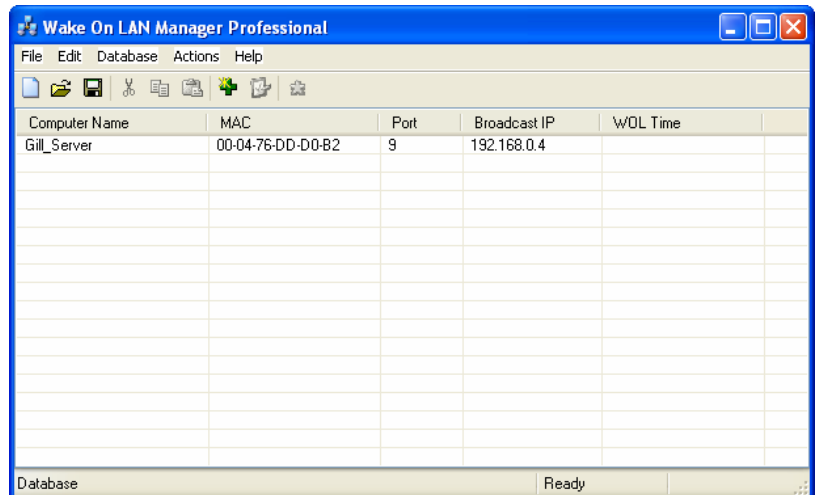 Wake On LAN Manager Professional
File Edit Database Actions Help
Computer Name MAC Port Broadcast IP WOL Time
Gill_Server 00-04-76-DD-D0-B2 9 192.168.0.4
Database Ready